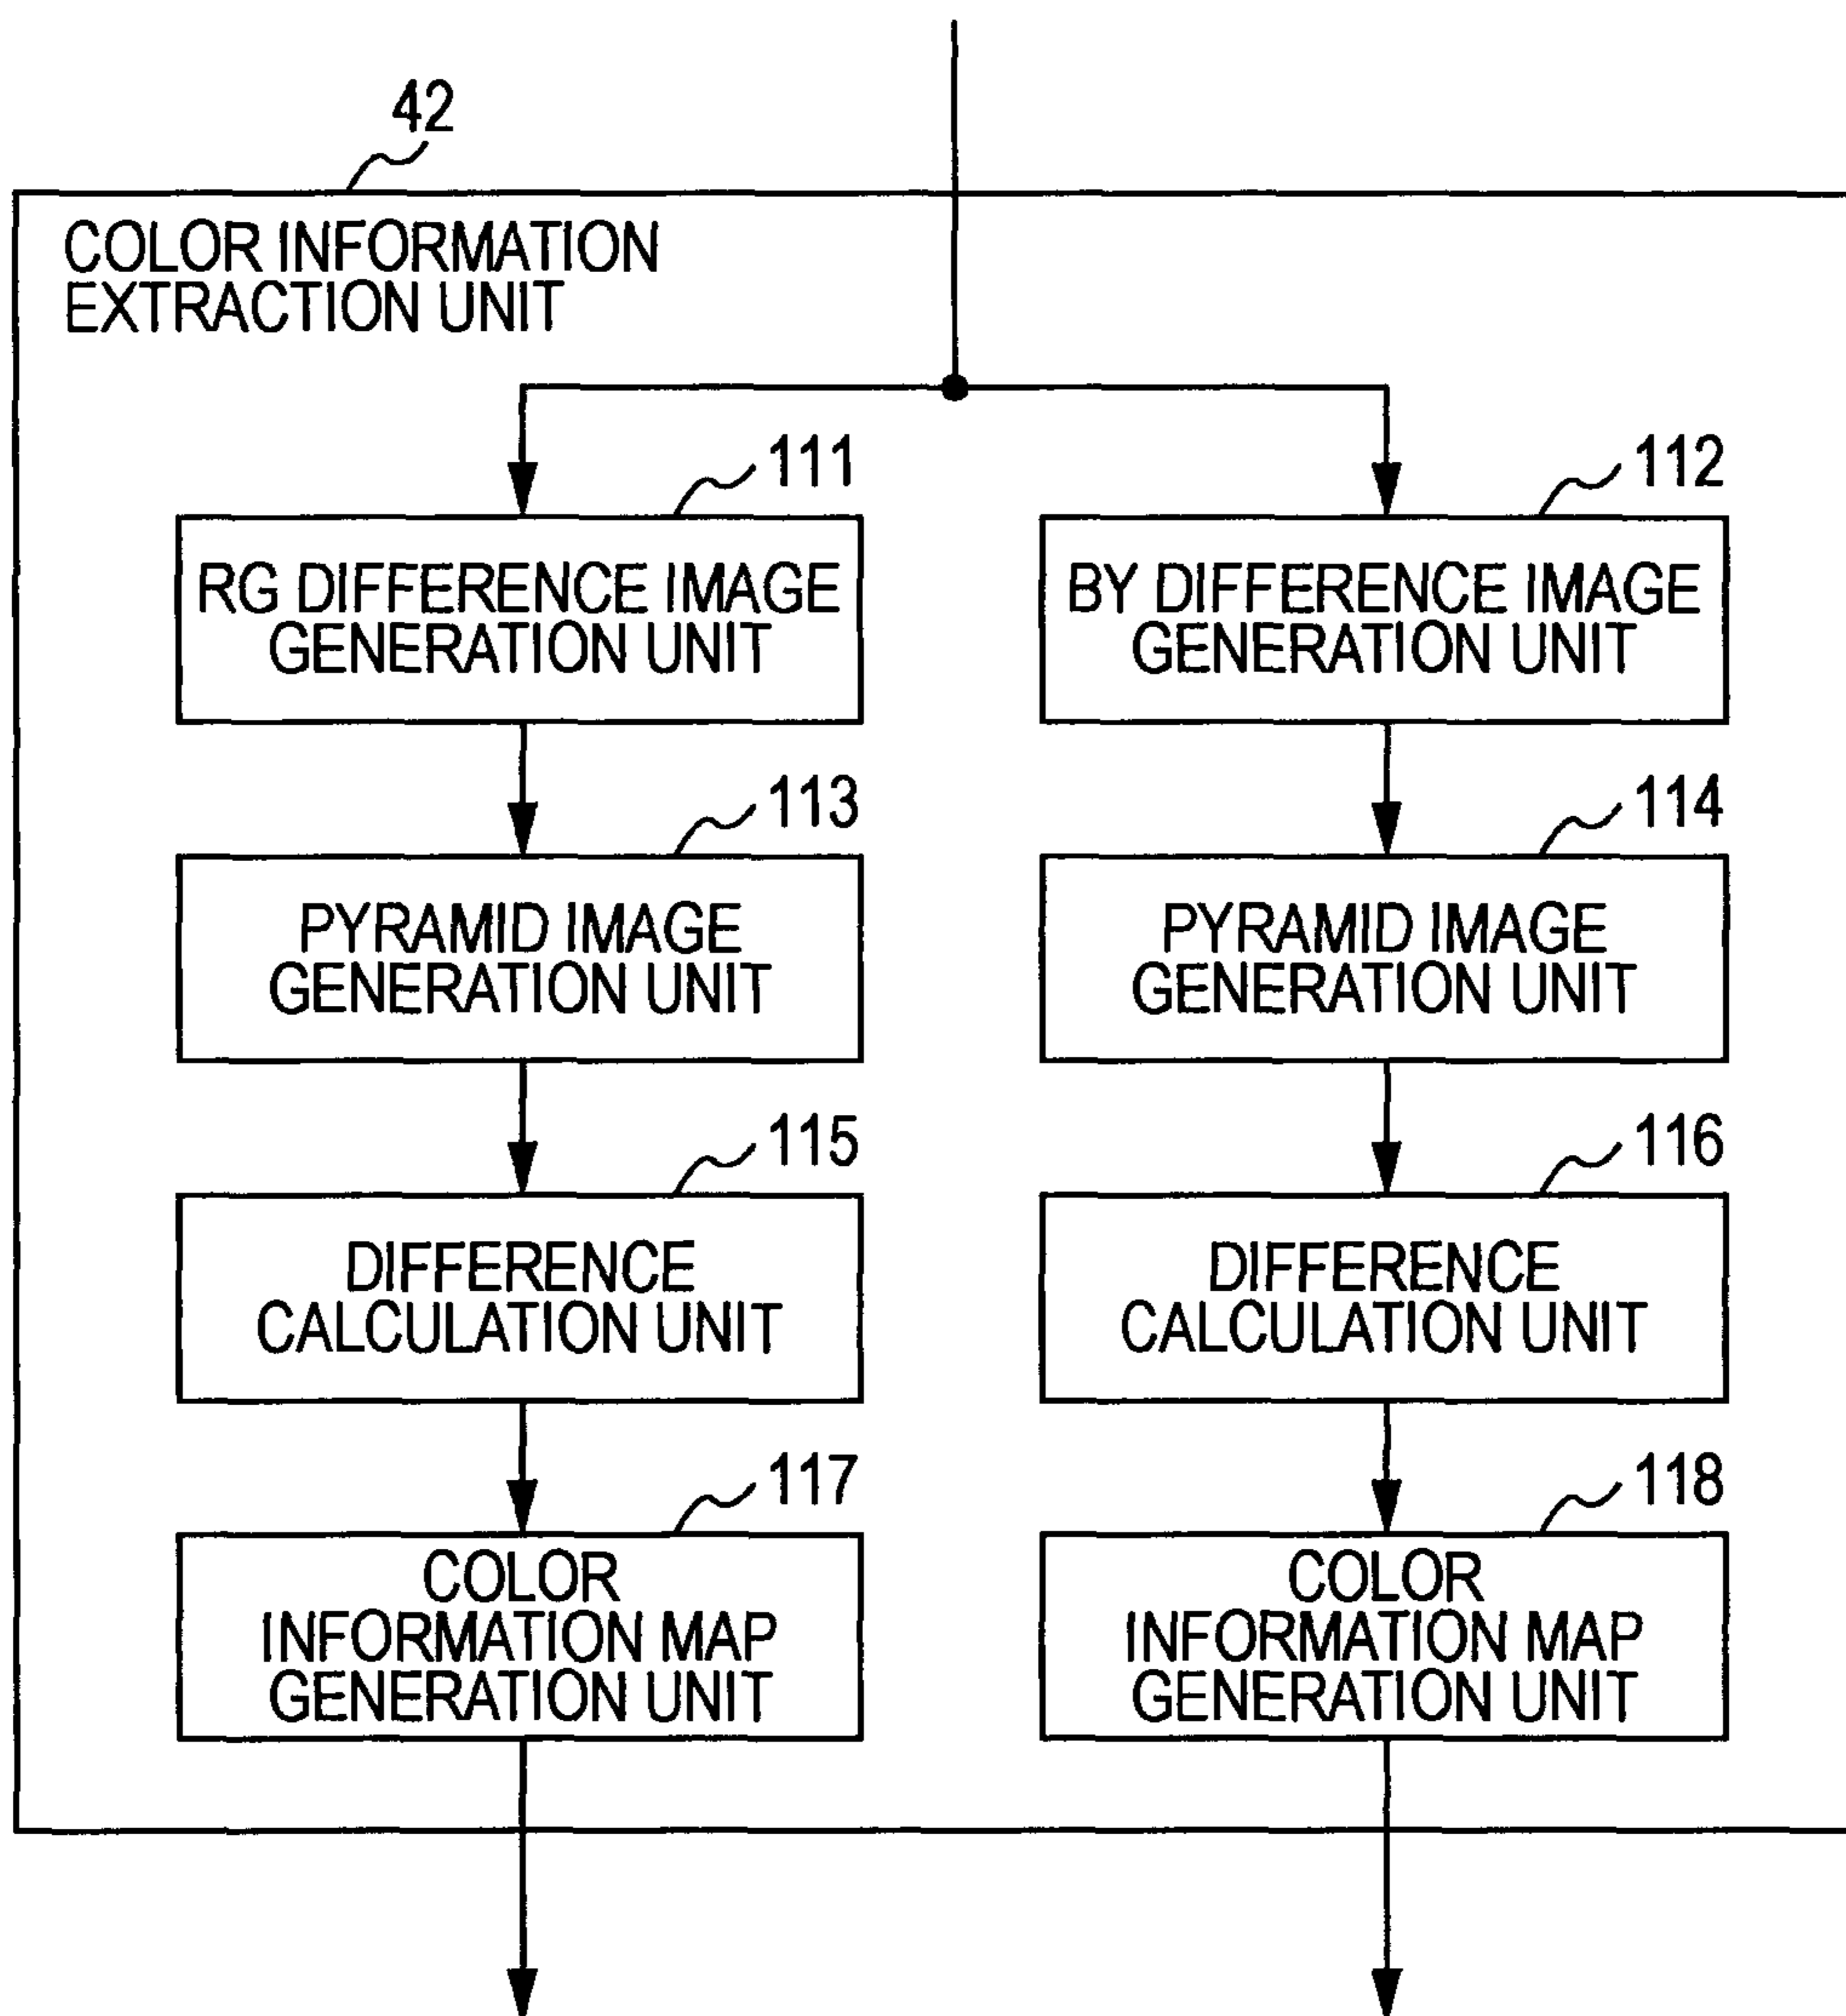 42
COLOR INFORMATION
EXTRACTION UNIT
111
RG DIFFERENCE IMAGE
GENERATION UNIT
112
BY DIFFERENCE IMAGE
GENERATION UNIT
113
PYRAMID IMAGE
GENERATION UNIT
114
PYRAMID IMAGE
GENERATION UNIT
115
DIFFERENCE
CALCULATION UNIT
116
DIFFERENCE
CALCULATION UNIT
117
COLOR
INFORMATION MAP
GENERATION UNIT
118
COLOR
INFORMATION MAP
GENERATION UNIT